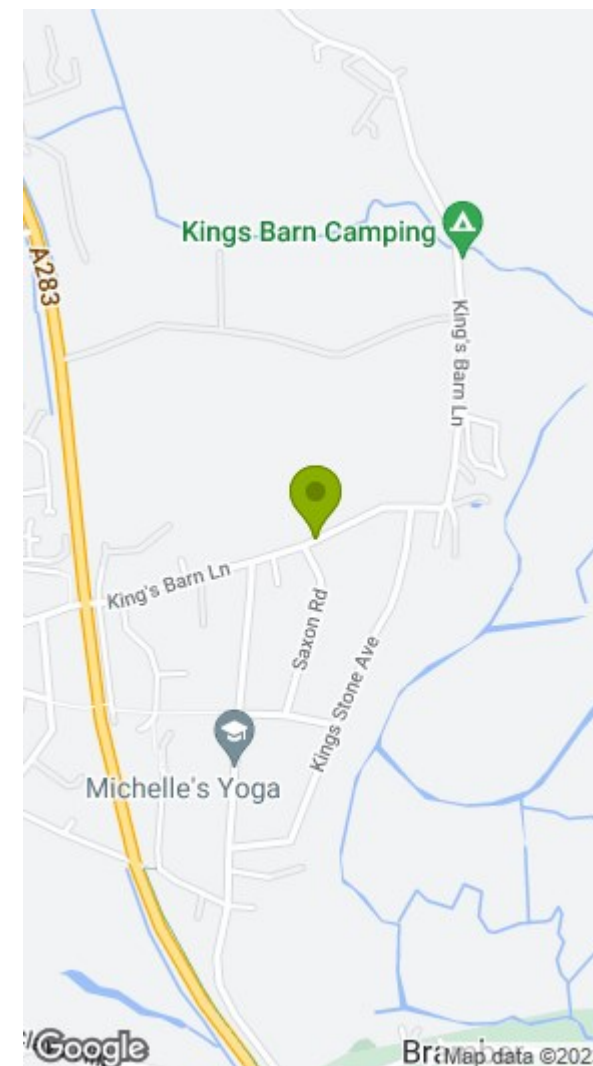 Kings Barn Camping
A283
King's Barn Ln
King's Barn Ln
Saxon Rd
Kings Stone Ave
Michelle's Yoga
Google
Map data ©202